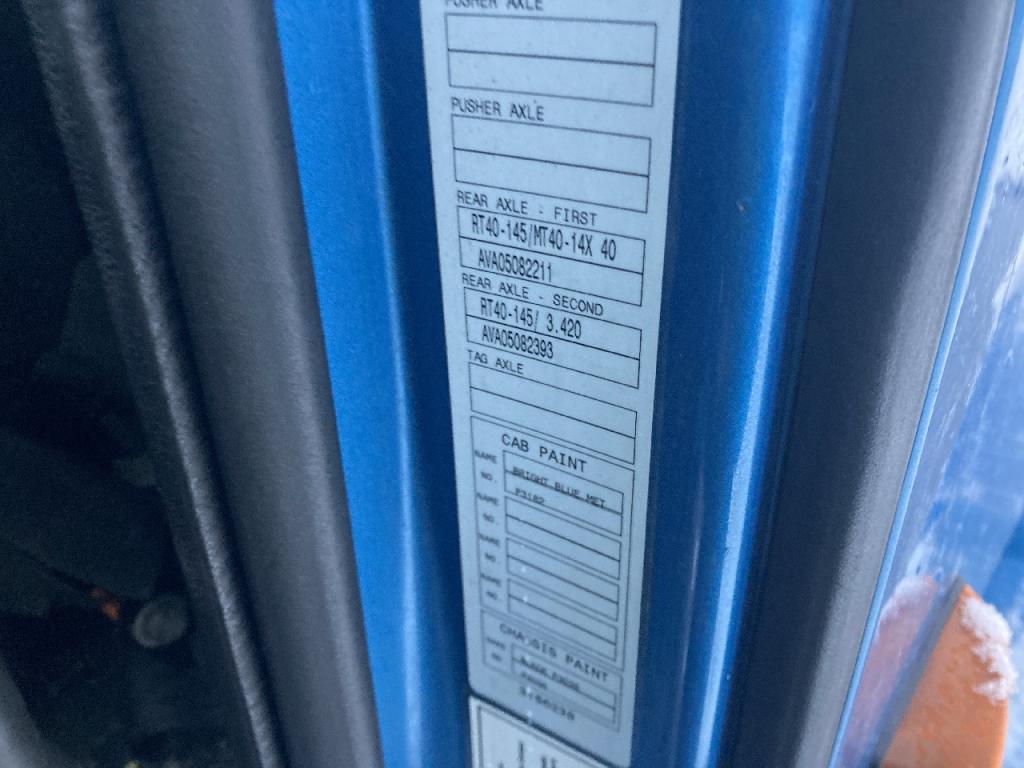 PUSHER AXLE
PUSHER AXLE
REAR AXLE - FIRST
RT40-145/MT40-14X 40
AVA05082211
REAR AXLE - SECOND
RT40-145/ 3.420
AVA05082393
TAG AXLE
CAB PAINT
NAME BRIGHT BLUE MET
NO. P3182
NAME
NO.
NAME
NO.
NAME
NO.
CHASSIS PAINT
NAME
NO.